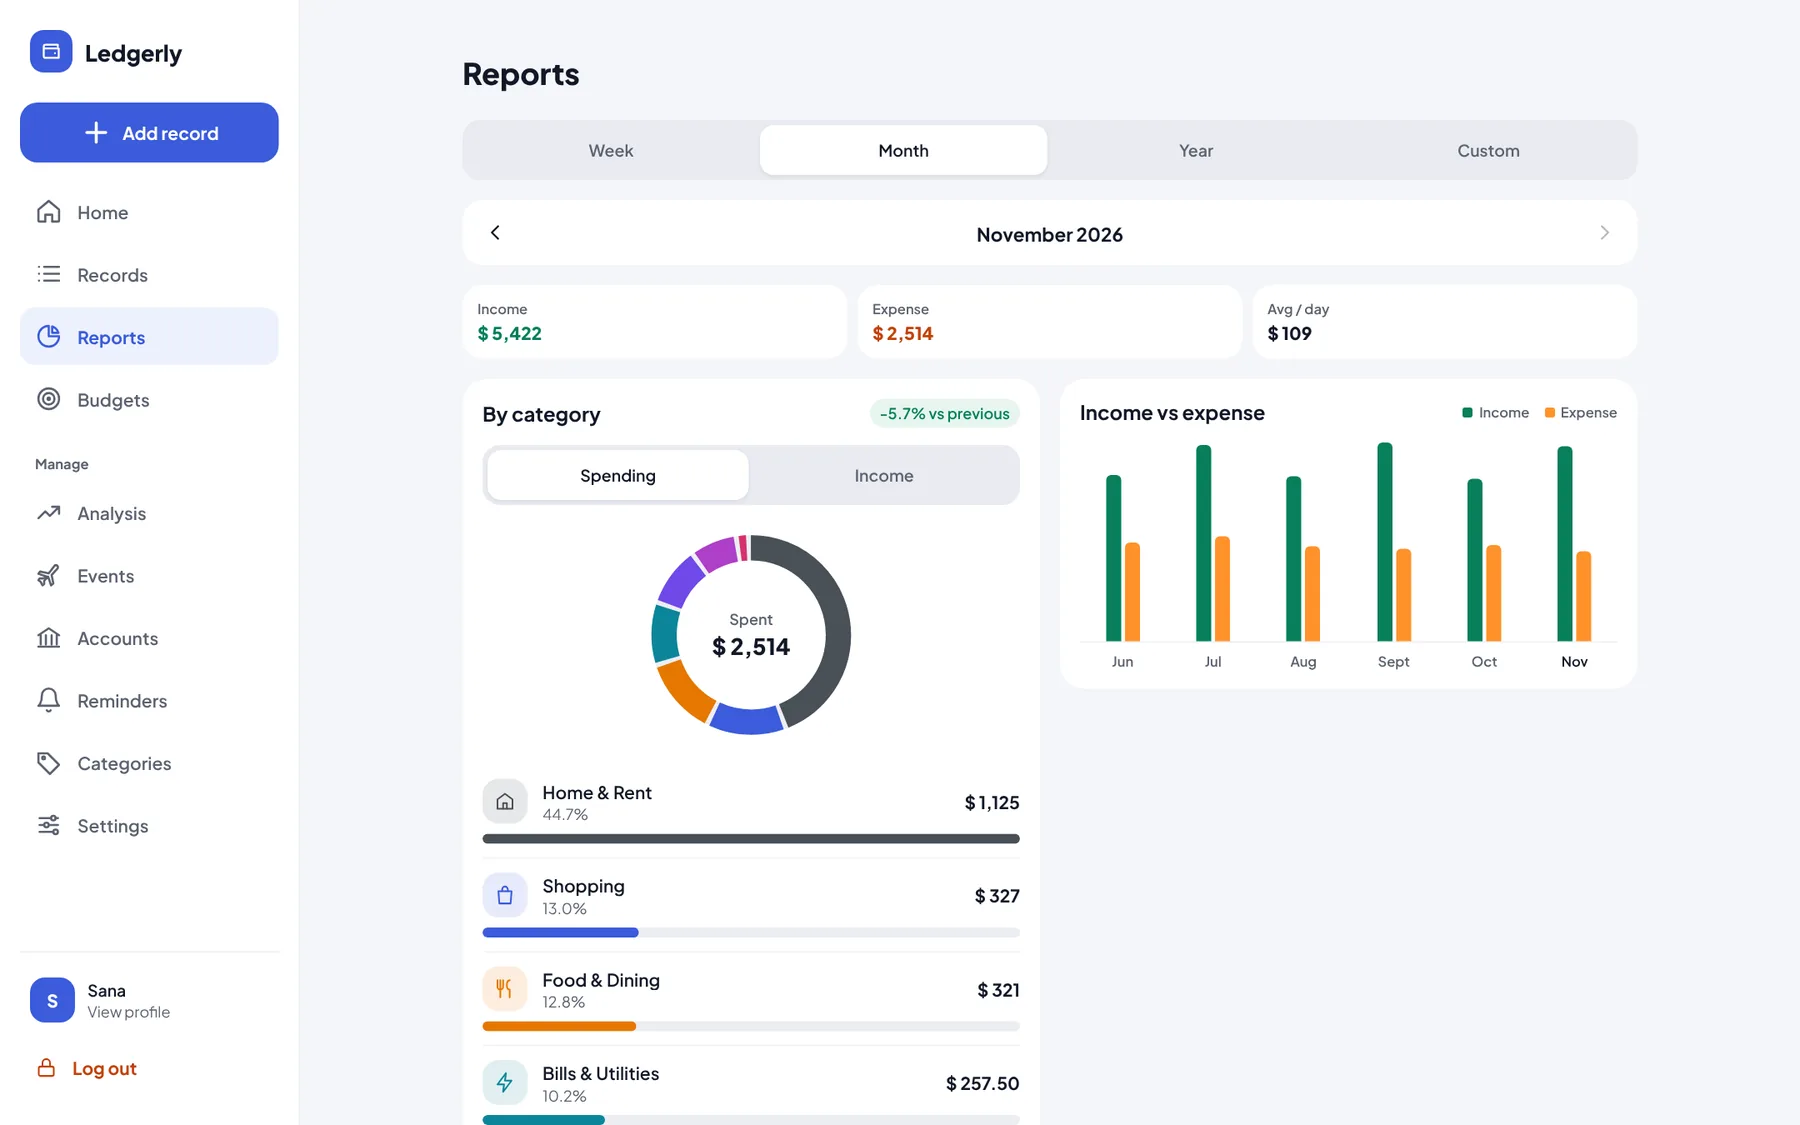 Ledgerly
Add record
Home
Records
Reports
Budgets
Manage
Analysis
Events
Accounts
Reminders
Categories
Settings
S
Sana
View profile
Log out
Reports
Week
Month
Year
Custom
November 2026
Income
$ 5,422
Expense
$ 2,514
Avg / day
$ 109
By category
-5.7% vs previous
Spending
Income
Spent
$ 2,514
Home & Rent
44.7%
$ 1,125
Shopping
13.0%
$ 327
Food & Dining
12.8%
$ 321
Bills & Utilities
10.2%
$ 257.50
Income vs expense
Income
Expense
Jun
Jul
Aug
Sept
Oct
Nov